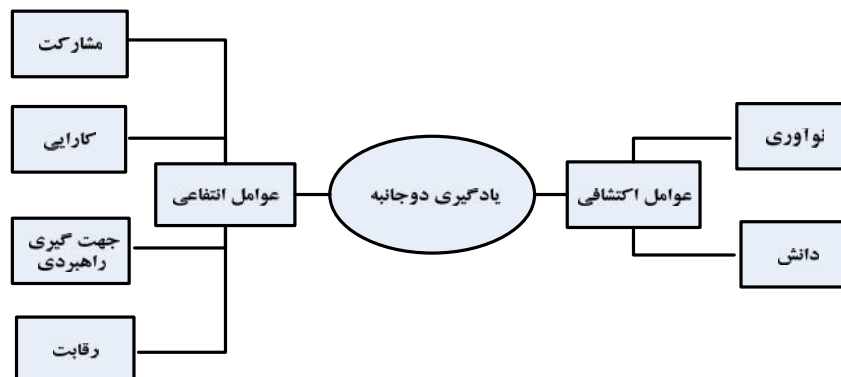 نوآوری
دانش
عوامل اکتشافی
یادگیری دوجانبه
عوامل انتفاعی
مشارکت
کارایی
جهت گیری
راهبردی
رقابت